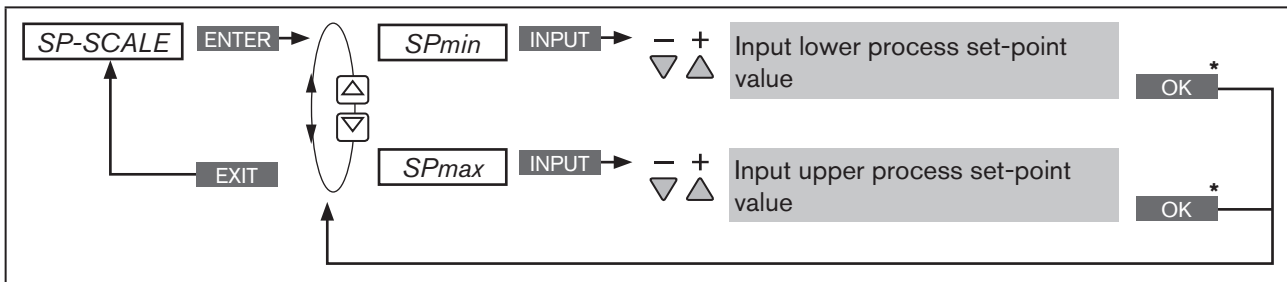 SP-SCALE ENTER SPmin INPUT − + Input lower process set-point
value
*
OK
EXIT SPmax INPUT − + Input upper process set-point
value
*
OK